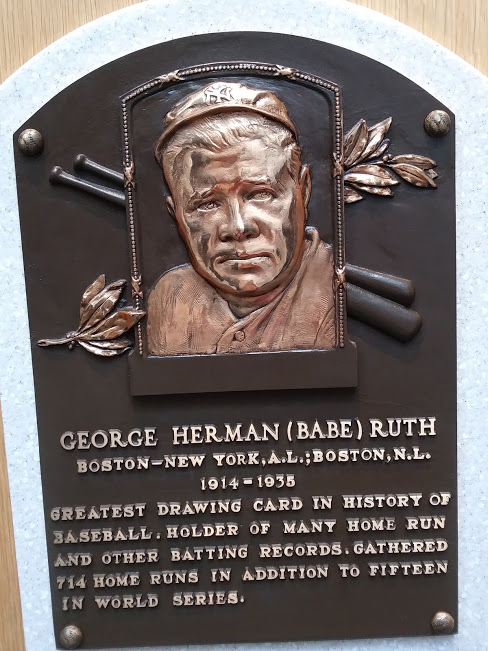 NY
GEORGE HERMAN (BABE) RUTH
BOSTON-NEW YORK, A.L.; BOSTON, N.L.
1914-1935
GREATEST DRAWING CARD IN HISTORY OF
BASEBALL. HOLDER OF MANY HOME RUN
AND OTHER BATTING RECORDS. GATHERED
714 HOME RUNS IN ADDITION TO FIFTEEN
IN WORLD SERIES.